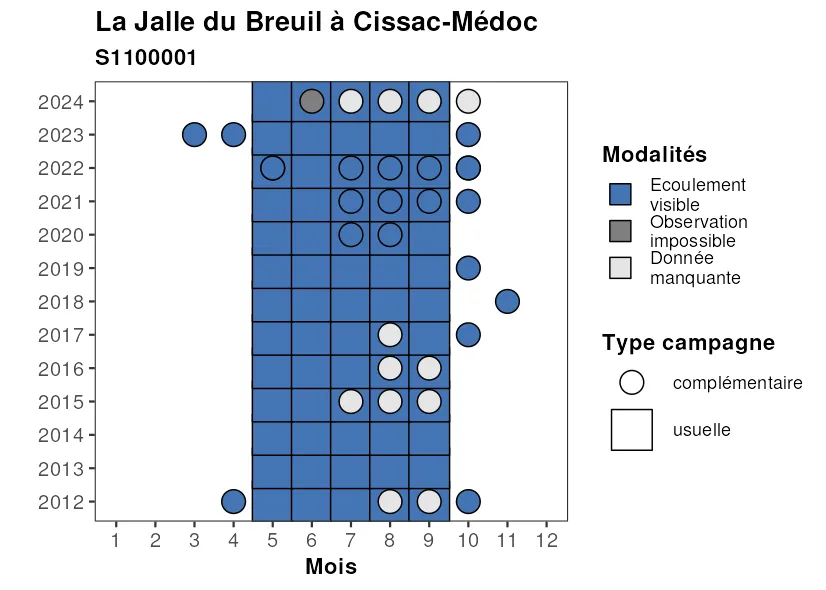 La Jalle du Breuil à Cissac-Médoc
S1100001
2024
2023
2022
2021
2020
2019
2018
2017
2016
2015
2014
2013
2012
1 2 3 4 5 6 7 8 9 10 11 12
Mois
Modalités
Ecoulement
visible
Observation
impossible
Donnée
manquante
Type campagne
complémentaire
usuelle